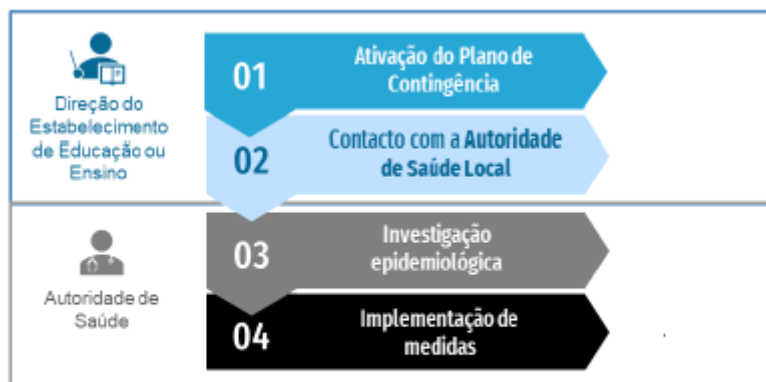 Direção do
Estabelecimento
de Educação ou
Ensino
01
Ativação do Plano de
Contingência
02
Contacto com a Autoridade
de Saúde Local
Autoridade de
Saúde
03
Investigação
epidemiológica
04
Implementação de
medidas